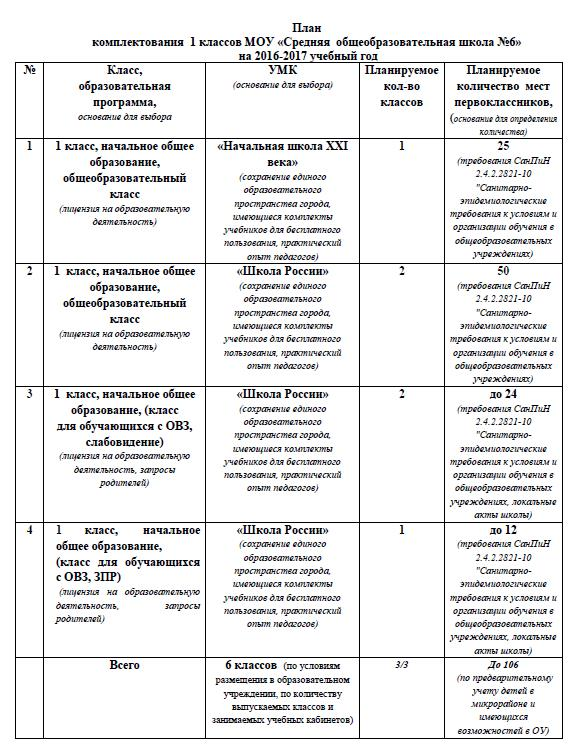 План
комплектования 1 классов МОУ «Средняя общеобразовательная школа №6»
на 2016-2017 учебный год
№
Класс,
образовательная
программа,
основание для выбора
УМК
(основание для выбора)
Планируемое
кол-во
классов
Планируемое
количество мест
первоклассников,
(основание для определения
количества)
1
1 класс, начальное общее
образование,
общеобразовательный
класс
(лицензия на образовательную
деятельность)
«Начальная школа XXI
века»
(сохранение единого
образовательного
пространства города,
имеющиеся комплекты
учебников для бесплатного
пользования, практический
опыт педагогов)
1
25
(требования СанПиН
2.4.2.2821-10
"Санитарно-
эпидемиологические
требования к условиям и
организации обучения в
общеобразовательных
учреждениях)
2
1 класс, начальное общее
образование,
общеобразовательный
класс
(лицензия на образовательную
деятельность)
«Школа России»
(сохранение единого
образовательного
пространства города,
имеющиеся комплекты
учебников для бесплатного
пользования, практический
опыт педагогов)
2
50
(требования СанПиН
2.4.2.2821-10
"Санитарно-
эпидемиологические
требования к условиям и
организации обучения в
общеобразовательных
учреждениях)
3
1 класс, начальное общее
образование, (класс
для обучающихся с ОВЗ,
слабовидение)
(лицензия на образовательную
деятельность, запросы
родителей)
«Школа России»
(сохранение единого
образовательного
пространства города,
имеющиеся комплекты
учебников для бесплатного
пользования, практический
опыт педагогов)
2
до 24
(требования СанПиН
2.4.2.2821-10
"Санитарно-
эпидемиологические
требования к условиям и
организации обучения в
общеобразовательных
учреждениях, локальные
акты школы)
4
1 класс, начальное
общее образование,
(класс для обучающихся
с ОВЗ, ЗПР)
(лицензия на образовательную
деятельность, запросы
родителей)
«Школа России»
(сохранение единого
образовательного
пространства города,
имеющиеся комплекты
учебников для бесплатного
пользования, практический
опыт педагогов)
1
до 12
(требования СанПиН
2.4.2.2821-10
"Санитарно-
эпидемиологические
требования к условиям и
организации обучения в
общеобразовательных
учреждениях, локальные
акты школы)
Всего
6 классов (по условиям
размещения в образовательном
учреждении, по количеству
выпускаемых классов и
занимаемых учебных кабинетов)
3/3
До 106
(по предварительному
учету детей в
микрорайоне и
имеющихся
возможностей в ОУ)